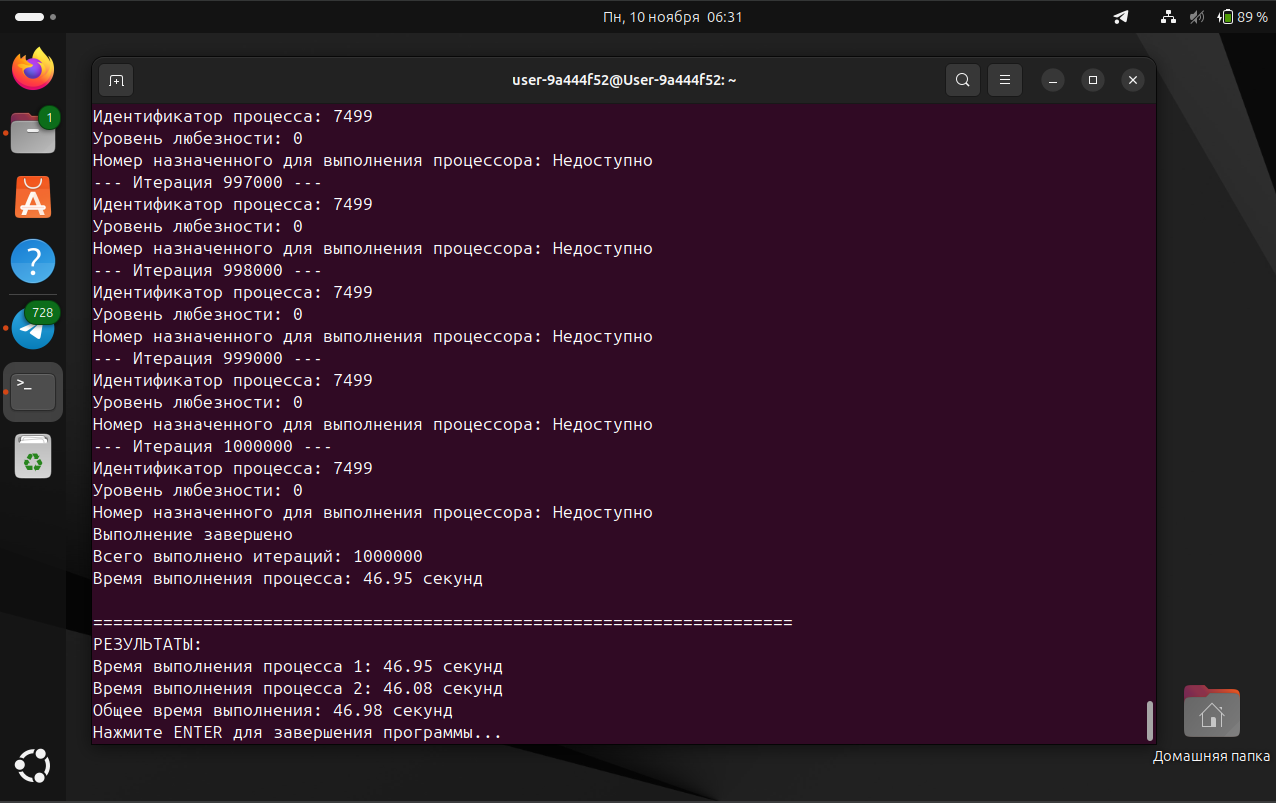 Пн, 10 ноября 06:31
89 %
user-9a444f52@User-9a444f52: ~
1
728
>_
Идентификатор процесса: 7499
Уровень любезности: 0
Номер назначенного для выполнения процессора: Недоступно
--- Итерация 997000 ---
Идентификатор процесса: 7499
Уровень любезности: 0
Номер назначенного для выполнения процессора: Недоступно
--- Итерация 998000 ---
Идентификатор процесса: 7499
Уровень любезности: 0
Номер назначенного для выполнения процессора: Недоступно
--- Итерация 999000 ---
Идентификатор процесса: 7499
Уровень любезности: 0
Номер назначенного для выполнения процессора: Недоступно
--- Итерация 1000000 ---
Идентификатор процесса: 7499
Уровень любезности: 0
Номер назначенного для выполнения процессора: Недоступно
Выполнение завершено
Всего выполнено итераций: 1000000
Время выполнения процесса: 46.95 секунд
======================================================================
РЕЗУЛЬТАТЫ:
Время выполнения процесса 1: 46.95 секунд
Время выполнения процесса 2: 46.08 секунд
Общее время выполнения: 46.98 секунд
Нажмите ENTER для завершения программы...
Домашняя папка